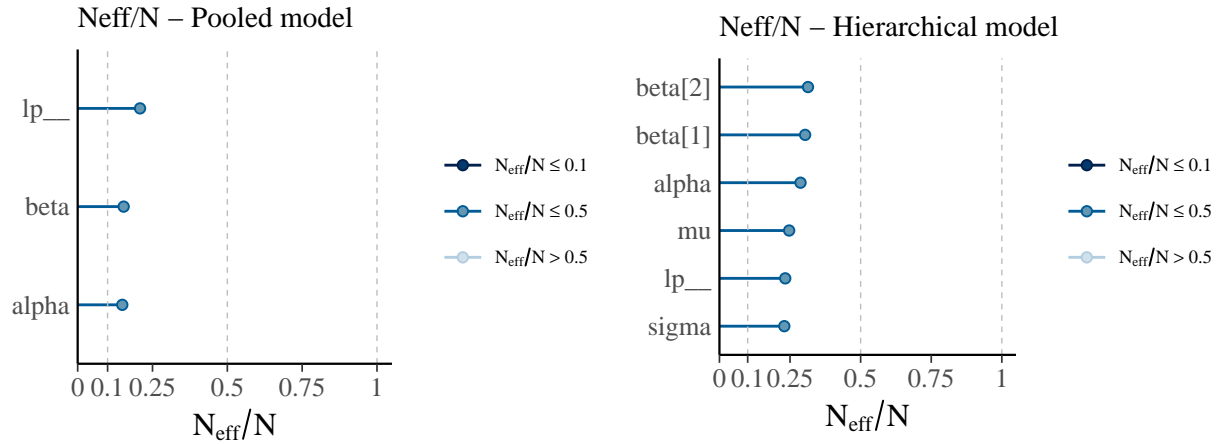 Neff/N – Pooled model
lp__
beta
alpha
0 0.1 0.25 0.5 0.75 1
Neff/N
Neff/N ≤ 0.1
Neff/N ≤ 0.5
Neff/N > 0.5
Neff/N – Hierarchical model
beta[2]
beta[1]
alpha
mu
lp__
sigma
0 0.1 0.25 0.5 0.75 1
Neff/N
Neff/N ≤ 0.1
Neff/N ≤ 0.5
Neff/N > 0.5